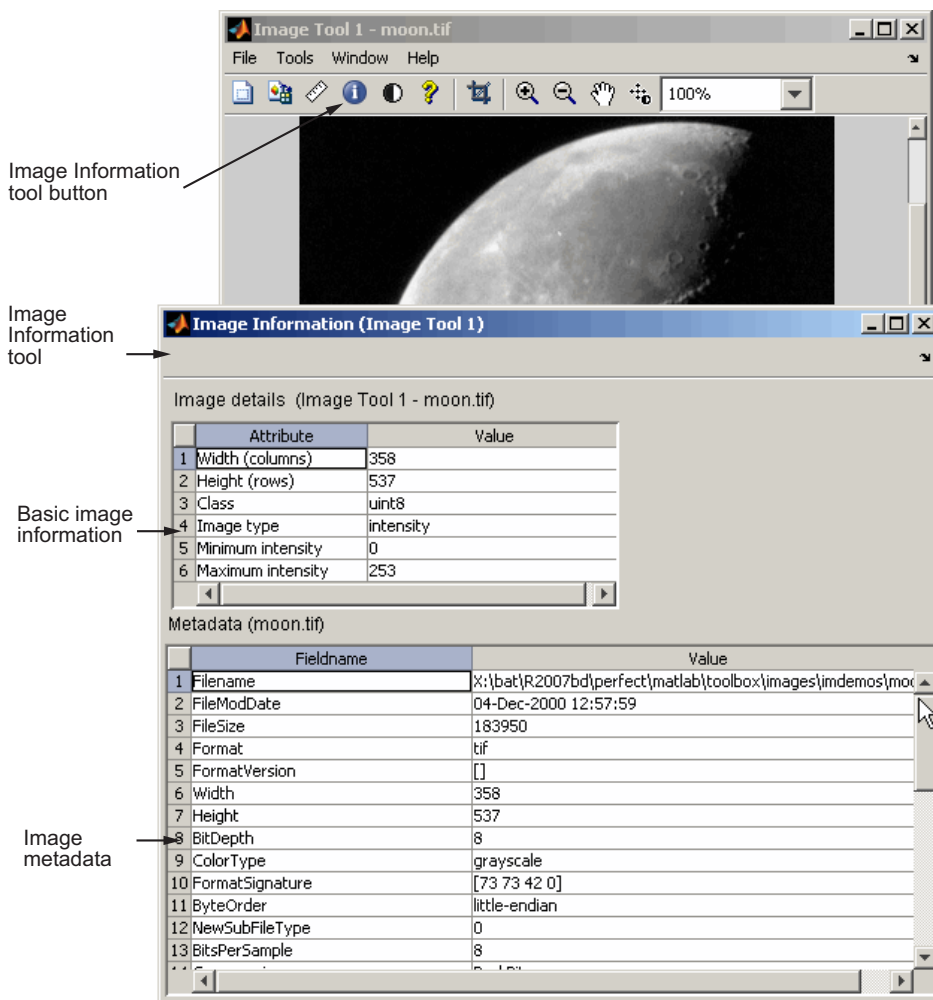 Image Tool 1 - moon.tif
File Tools Window Help
100%
Image Information
tool button
Image
Information
tool
Image Information (Image Tool 1)
Image details (Image Tool 1 - moon.tif)
Attribute Value
1 Width (columns) 358
2 Height (rows) 537
3 Class uint8
4 Image type intensity
5 Minimum intensity 0
6 Maximum intensity 253
Basic image
information
Metadata (moon.tif)
Fieldname Value
1 Filename X:\bat\R2007bd\perfect\matlab\toolbox\images\imdemos\moo
2 FileModDate 04-Dec-2000 12:57:59
3 FileSize 183950
4 Format tif
5 FormatVersion []
6 Width 358
7 Height 537
8 BitDepth 8
9 ColorType grayscale
10 FormatSignature [73 73 42 0]
11 ByteOrder little-endian
12 NewSubFileType 0
13 BitsPerSample 8
Image
metadata